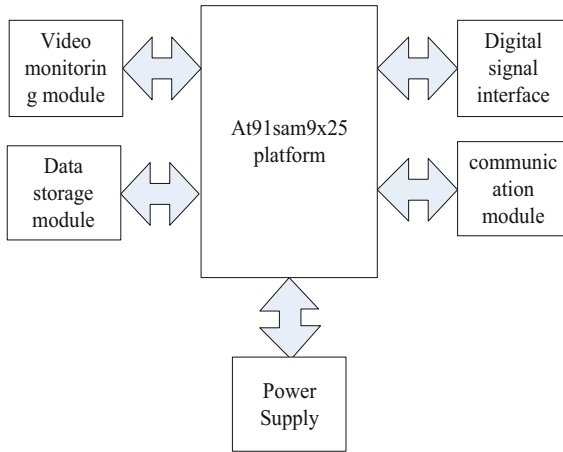 Video
monitorin
g module
Data
storage
module
At91sam9x25
platform
Digital
signal
interface
communic
ation
module
Power
Supply